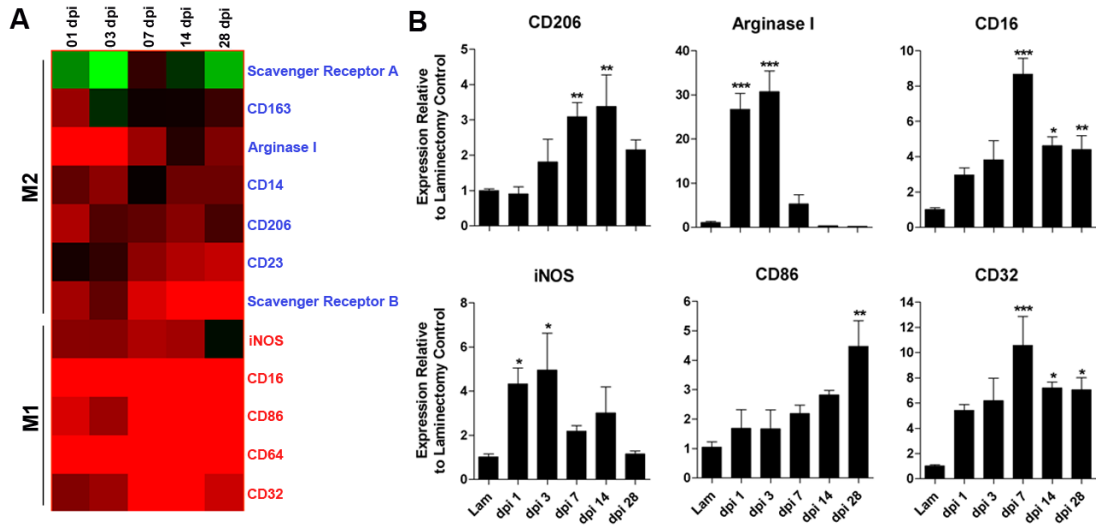 A
01 dpi
03 dpi
07 dpi
14 dpi
28 dpi
M2
Scavenger Receptor A
CD163
Arginase I
CD14
CD206
CD23
Scavenger Receptor B
M1
iNOS
CD16
CD86
CD64
CD32
B
CD206
Expression Relative
to Laminectomy Control
6
5
4
3
2
1
0
**
**
Arginase I
40
30
20
10
0
***
***
CD16
10
8
6
4
2
0
***
*
**
iNOS
Expression Relative
to Laminectomy Control
8
6
4
2
0
*
*
Lam
dpi 1
dpi 3
dpi 7
dpi 14
dpi 28
CD86
6
5
4
3
2
1
0
**
Lam
dpi 1
dpi 3
dpi 7
dpi 14
dpi 28
CD32
14
12
10
8
6
4
2
0
***
*
*
Lam
dpi 1
dpi 3
dpi 7
dpi 14
dpi 28